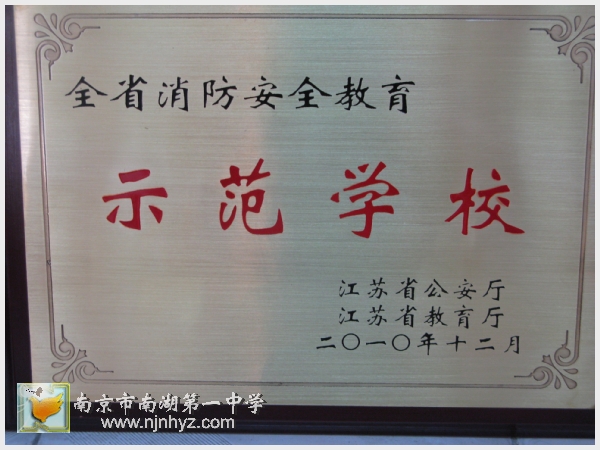 全省消防安全教育
示范学校
江苏省公安厅
江苏省教育厅
二〇一〇年十二月
南京市南湖第一中学
www.njnhyz.com